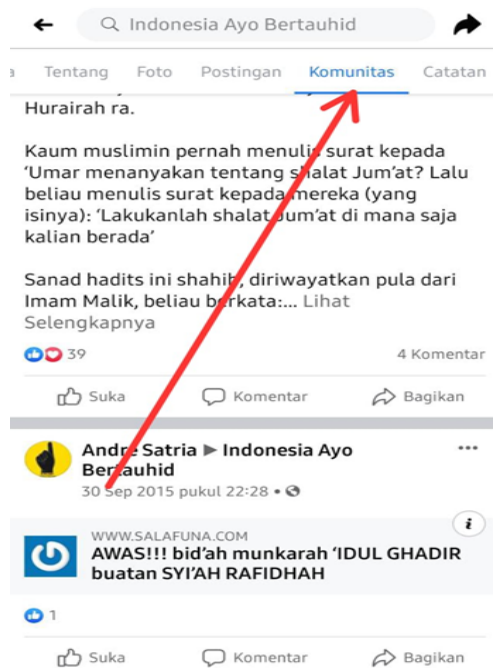 Indonesia Ayo Bertauhid
a Tentang Foto Postingan Komunitas Catatan
Hurairah ra.
Kaum muslimin pernah menulis surat kepada
‘Umar menanyakan tentang shalat Jum’at? Lalu
beliau menulis surat kepada mereka (yang
isinya): ‘Lakukanlah shalat Jum’at di mana saja
kalian berada’
Sanad hadits ini shahih, diriwayatkan pula dari
Imam Malik, beliau berkata:... Lihat
Selengkapnya
39 4 Komentar
Suka Komentar Bagikan
Andre Satria ▶ Indonesia Ayo
Bertauhid
30 Sep 2015 pukul 22:28 •
WWW.SALAFUNA.COM
AWAS!!! bid’ah munkarah ‘IDUL GHADIR
buatan SYI’AH RAFIDHAH
1
Suka Komentar Bagikan